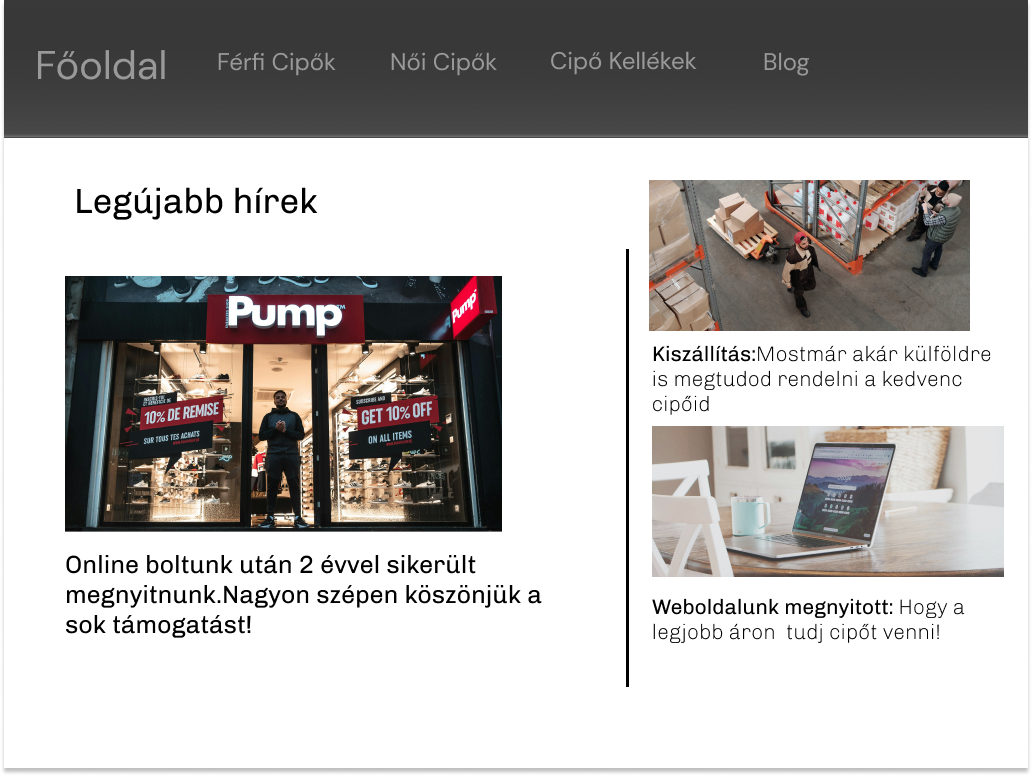 Főoldal
Férfi Cipők
Női Cipők
Cipő Kellékek
Blog
Legújabb hírek
Pump
Pump
10% DE REMISE
SUR TOUS TES ACHATS
SUBSCRIBE AND
GET 10% OFF
ON ALL ITEMS
Online boltunk után 2 évvel sikerült
megnyitnunk.Nagyon szépen köszönjük a
sok támogatást!
Kiszállítás:Mostmár akár külföldre
is megtudod rendelni a kedvenc
cipőid
Weboldalunk megnyitott: Hogy a
legjobb áron  tudj cipőt venni!